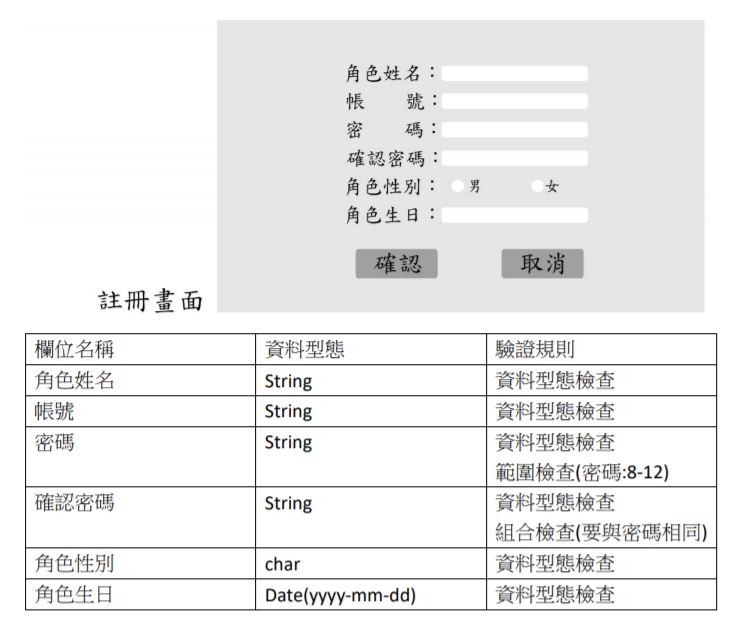 角色姓名：
帳　　號：
密　　碼：
確認密碼：
角色性別： 男 女
角色生日：
確認 取消
註冊畫面
欄位名稱 資料型態 驗證規則
角色姓名 String 資料型態檢查
帳號 String 資料型態檢查
密碼 String 資料型態檢查
範圍檢查(密碼:8-12)
確認密碼 String 資料型態檢查
組合檢查(要與密碼相同)
角色性別 char 資料型態檢查
角色生日 Date(yyyy-mm-dd) 資料型態檢查